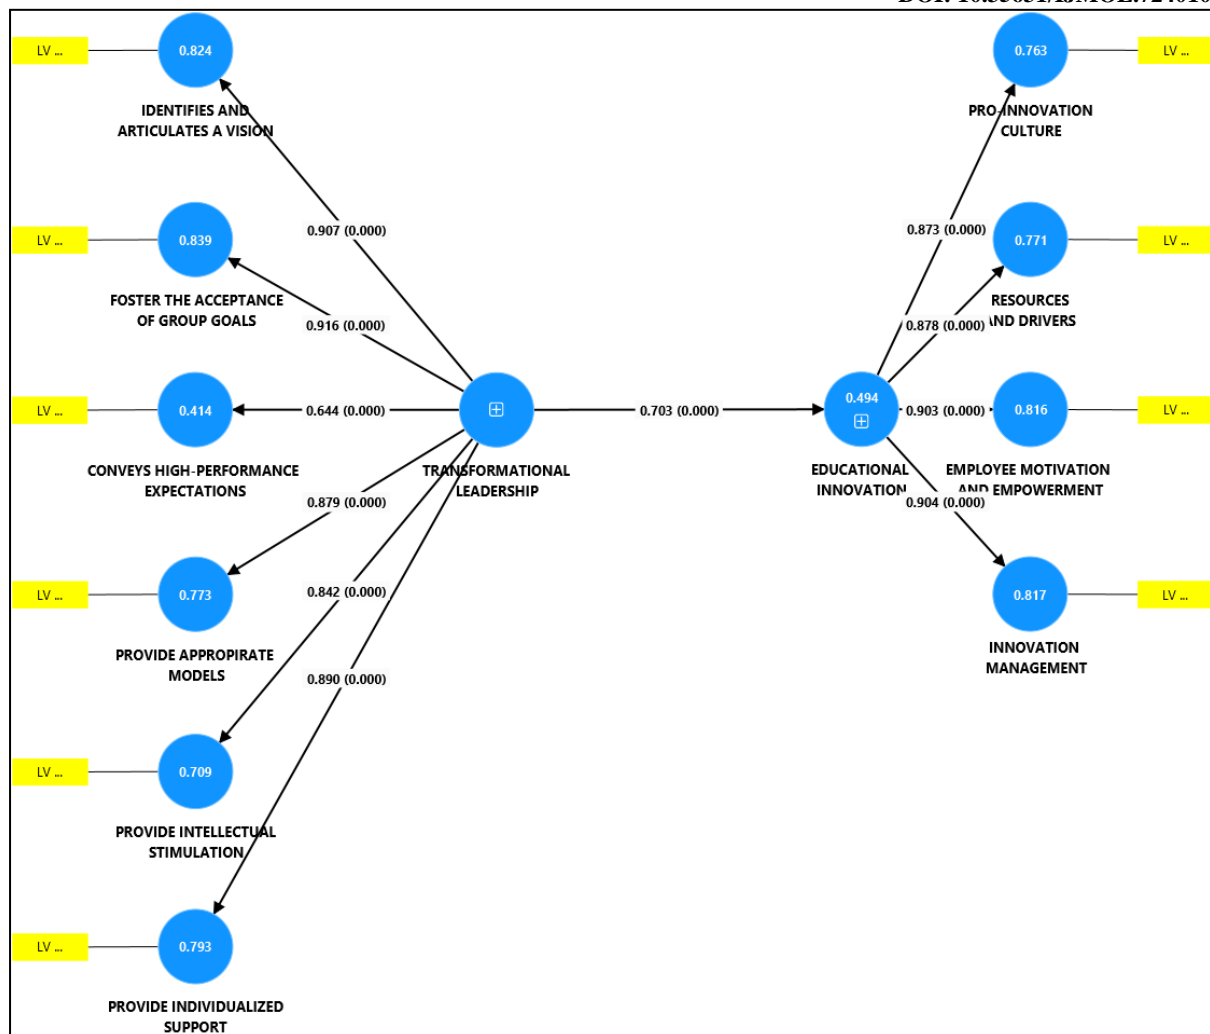 LV ...
0.824
IDENTIFIES AND
ARTICULATES A VISION
0.907 (0.000)
LV ...
0.839
FOSTER THE ACCEPTANCE
OF GROUP GOALS
0.916 (0.000)
LV ...
0.414
CONVEYS HIGH-PERFORMANCE
EXPECTATIONS
0.644 (0.000)
LV ...
0.773
PROVIDE APPROPIRATE
MODELS
0.879 (0.000)
LV ...
0.709
PROVIDE INTELLECTUAL
STIMULATION
0.842 (0.000)
LV ...
0.793
PROVIDE INDIVIDUALIZED
SUPPORT
0.890 (0.000)
TRANSFORMATIONAL
LEADERSHIP
0.703 (0.000)
0.494
EDUCATIONAL
INNOVATION
0.763
LV ...
PRO-INNOVATION
CULTURE
0.873 (0.000)
0.771
LV ...
RESOURCES
AND DRIVERS
0.878 (0.000)
0.816
LV ...
EMPLOYEE MOTIVATION
AND EMPOWERMENT
0.903 (0.000)
0.817
LV ...
INNOVATION
MANAGEMENT
0.904 (0.000)